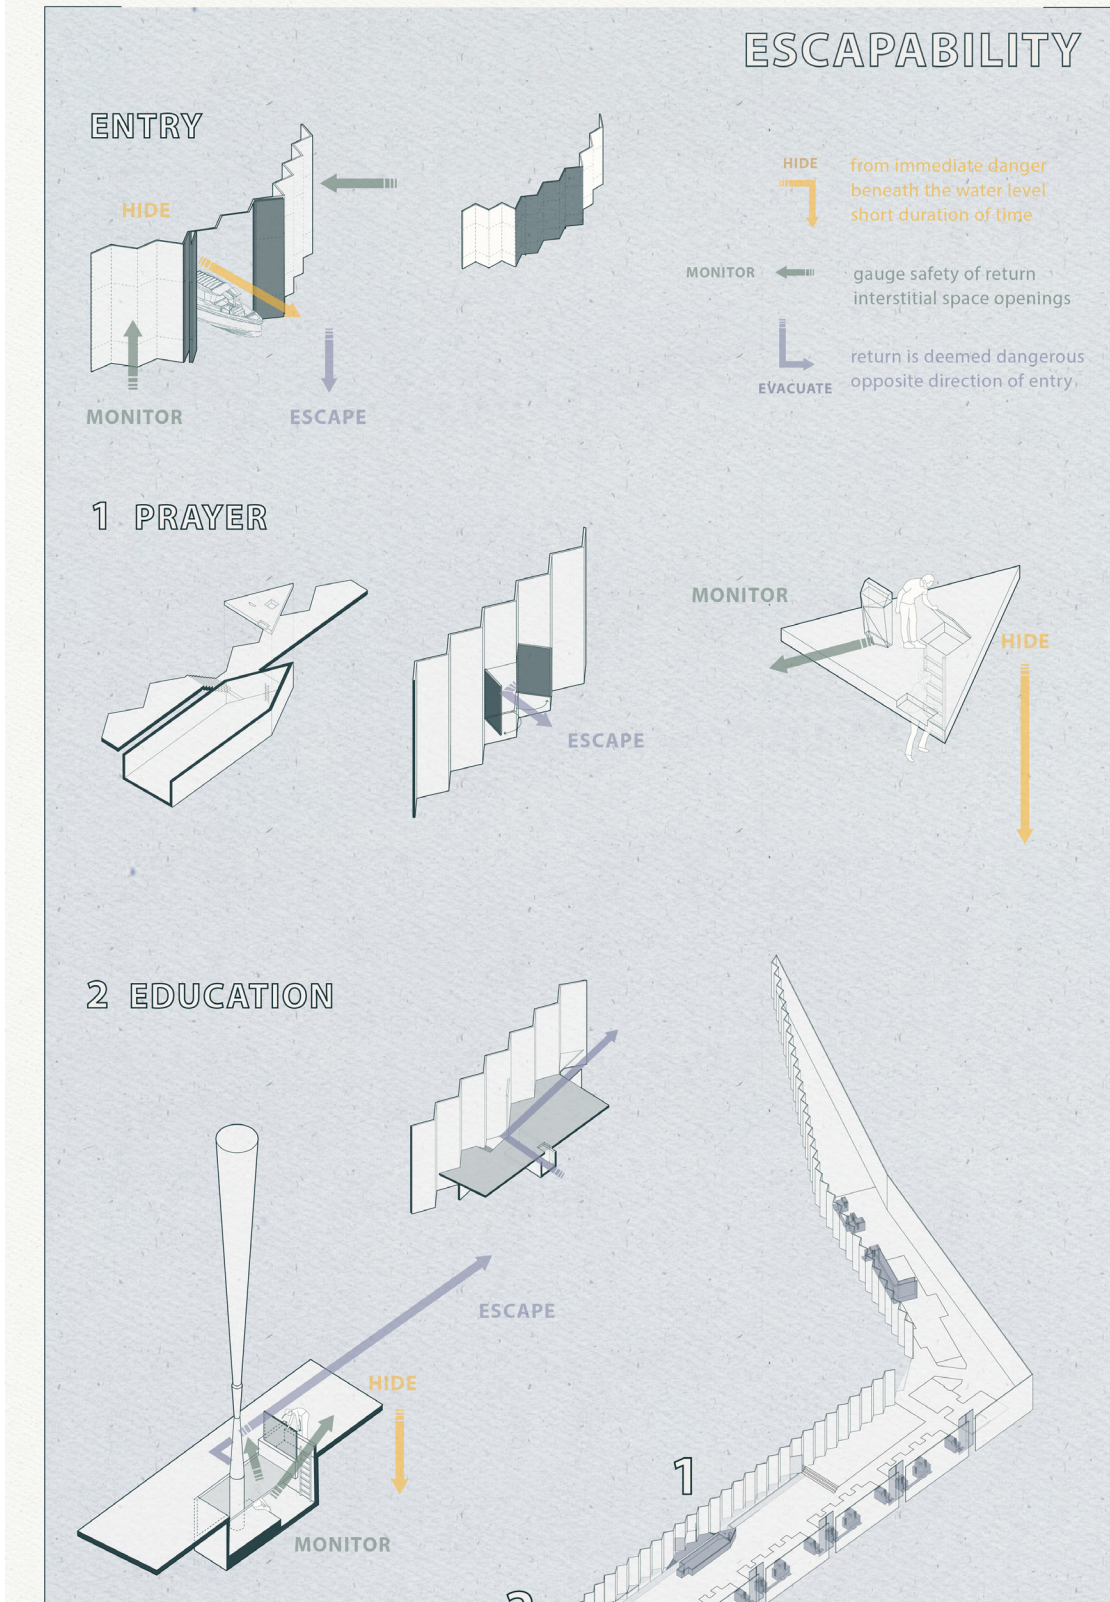 ESCAPABILITY
ENTRY
HIDE
MONITOR
ESCAPE
HIDE
from immediate danger
beneath the water level
short duration of time
MONITOR
gauge safety of return
interstitial space openings
EVACUATE
return is deemed dangerous
opposite direction of entry
1 PRAYER
ESCAPE
MONITOR
HIDE
2 EDUCATION
ESCAPE
HIDE
MONITOR
1
2